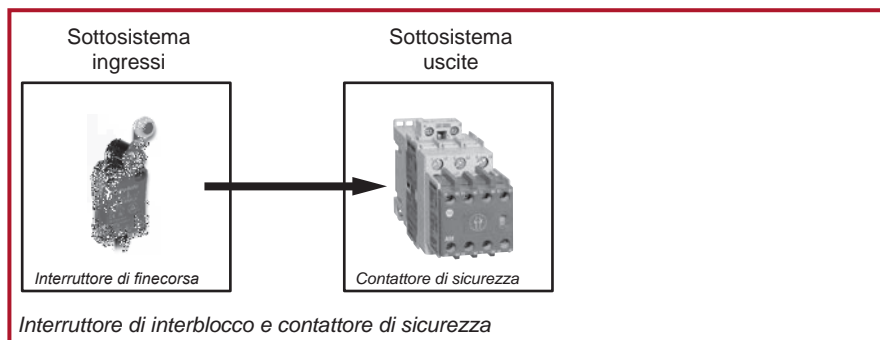 Sottosistema
ingressi
Sottosistema
uscite
Interruttore di finecorsa
Contattore di sicurezza
Interruttore di interblocco e contattore di sicurezza